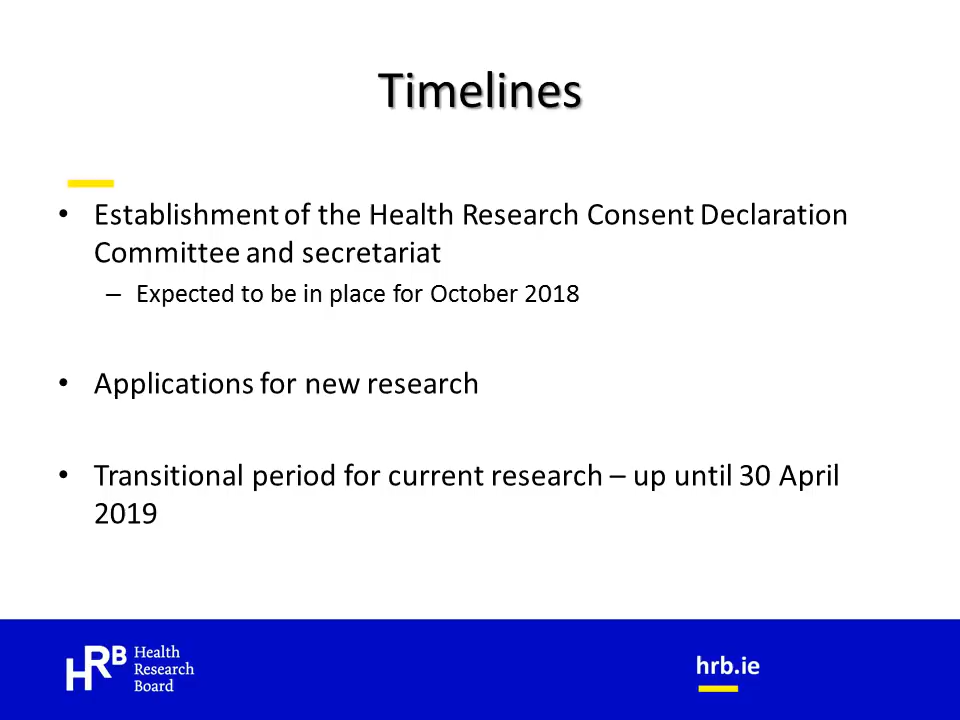 Timelines
• Establishment of the Health Research Consent Declaration
Committee and secretariat
– Expected to be in place for October 2018
• Applications for new research
• Transitional period for current research – up until 30 April
2019
HRB
Health
Research
Board
hrb.ie